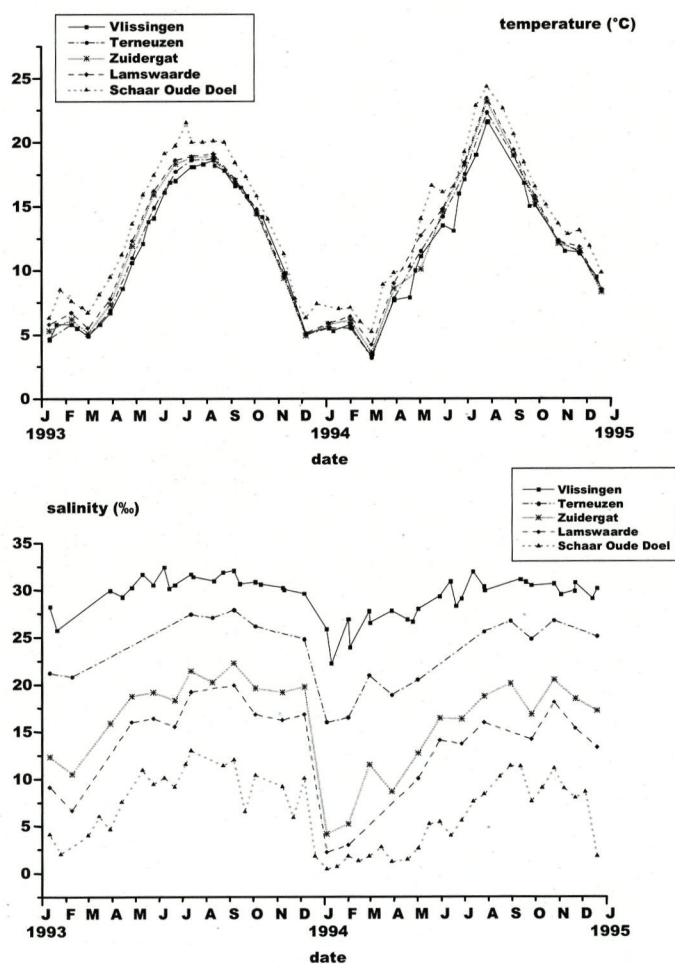 Vlissingen
Terneuzen
Zuidergat
Lamswaarde
Schaar Oude Doel
temperature (°C)
25
20
15
10
5
0
J F M A M J J A S O N D J F M A M J J A S O N D J
1993 1994 1995
date
Vlissingen
Terneuzen
Zuidergat
Lamswaarde
Schaar Oude Doel
salinity (‰)
35
30
25
20
15
10
5
0
J F M A M J J A S O N D J F M A M J J A S O N D J
1993 1994 1995
date